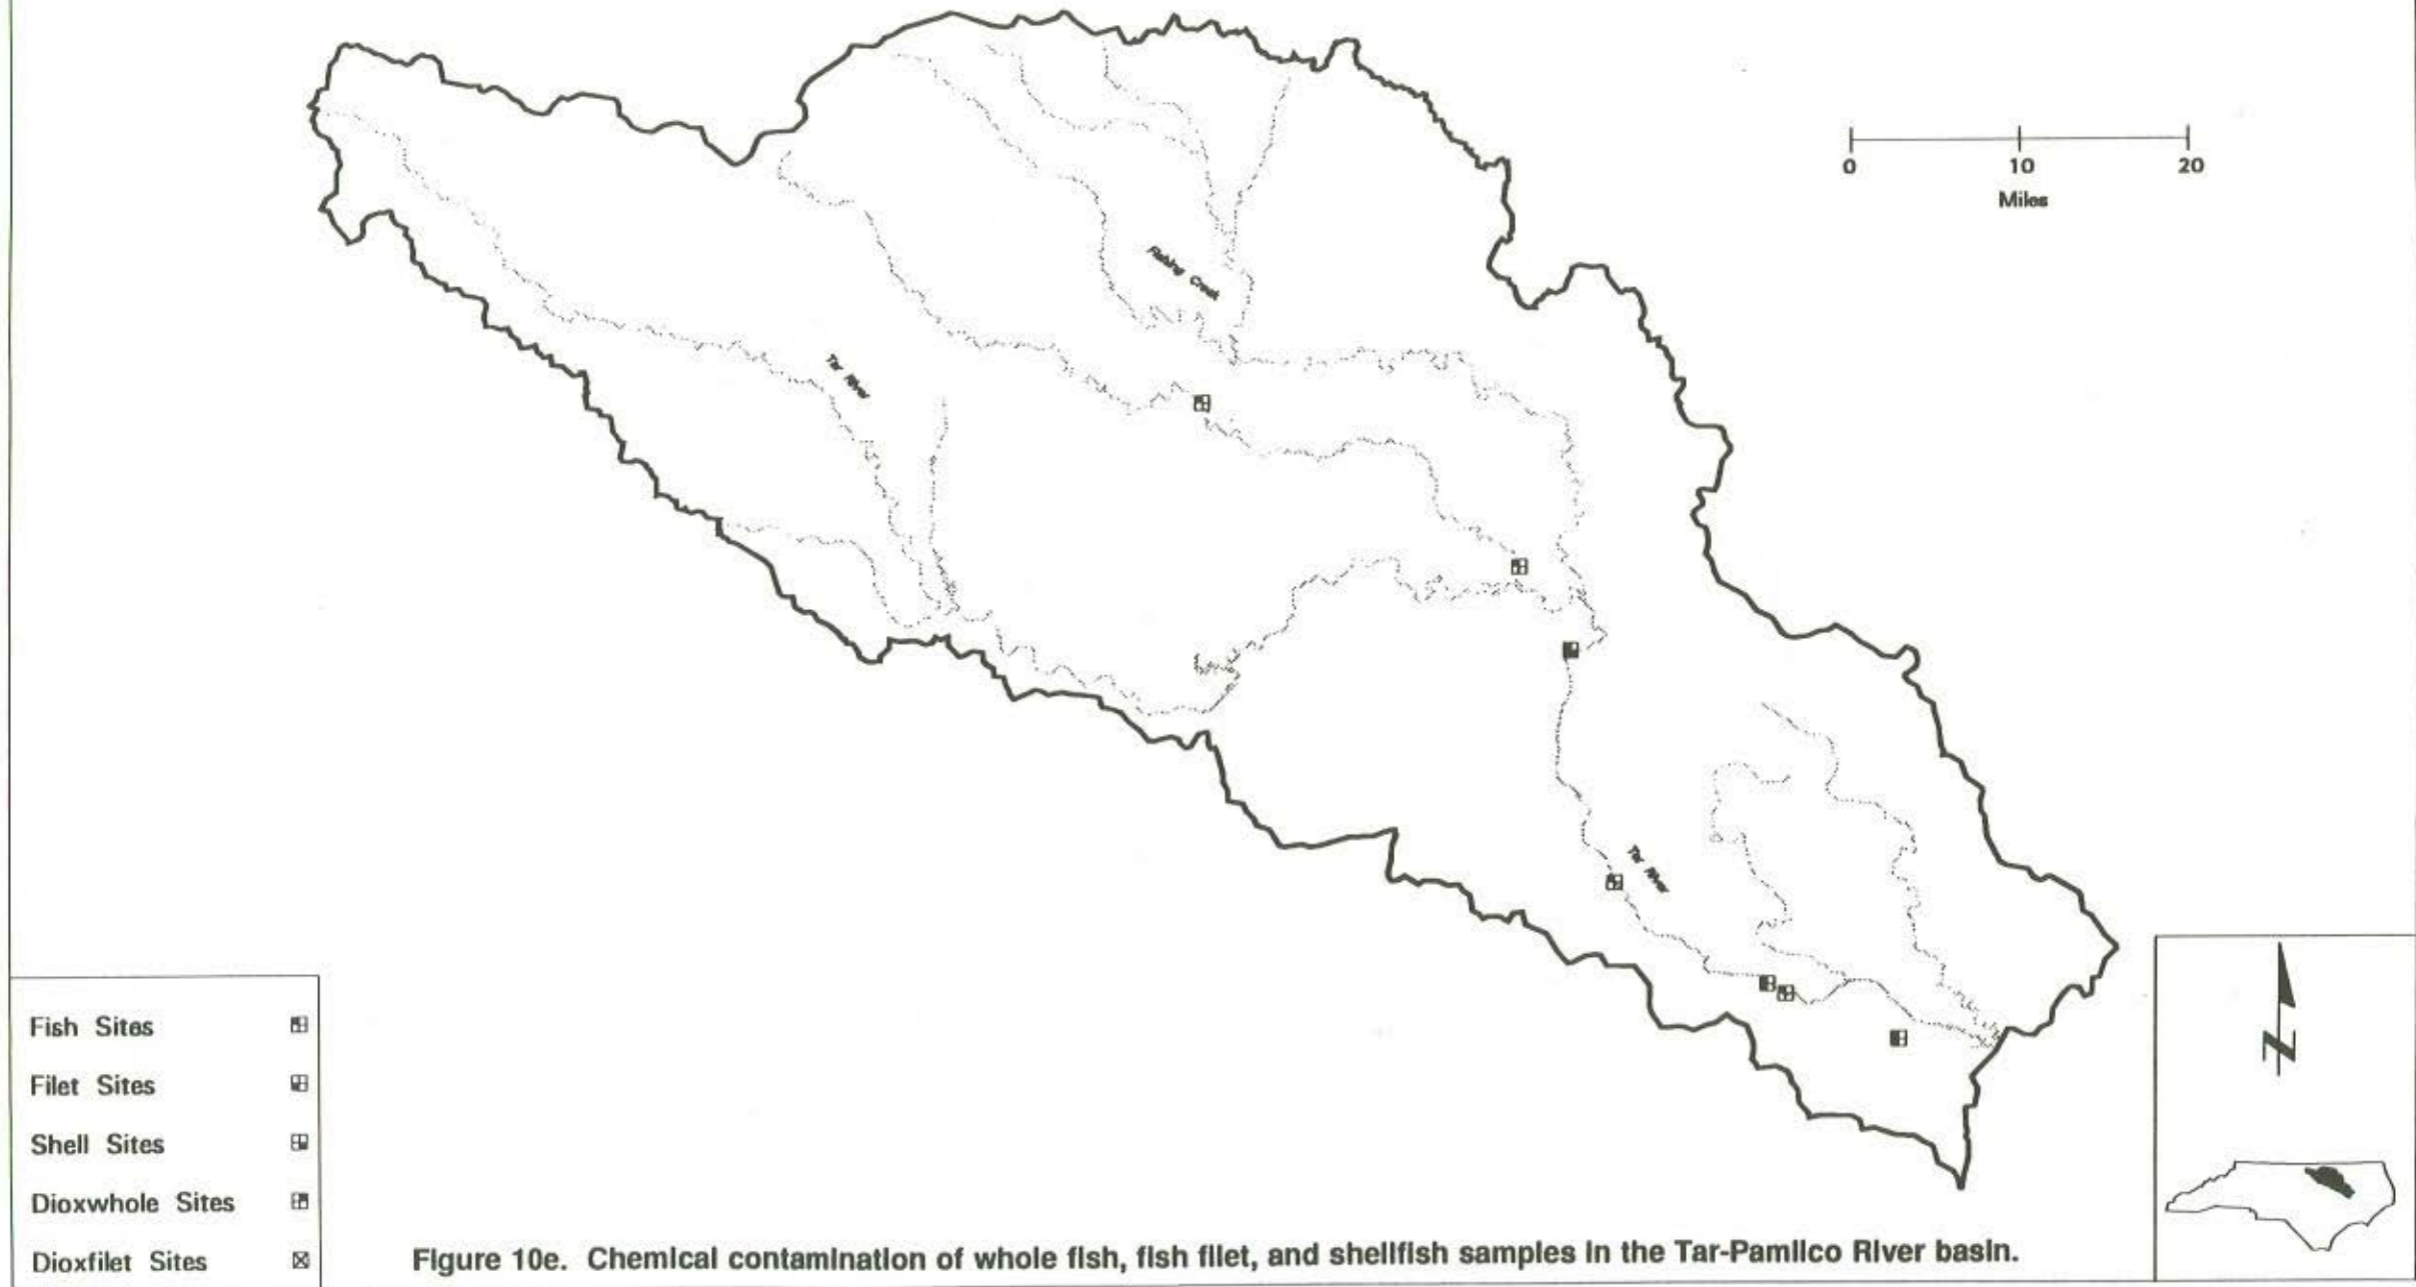 0 10 20
Miles
Fishing Creek
Tar River
Tar River
Fish Sites
Filet Sites
Shell Sites
Dioxwhole Sites
Dioxfilet Sites
N
Figure 10e. Chemical contamination of whole fish, fish filet, and shellfish samples in the Tar-Pamlico River basin.